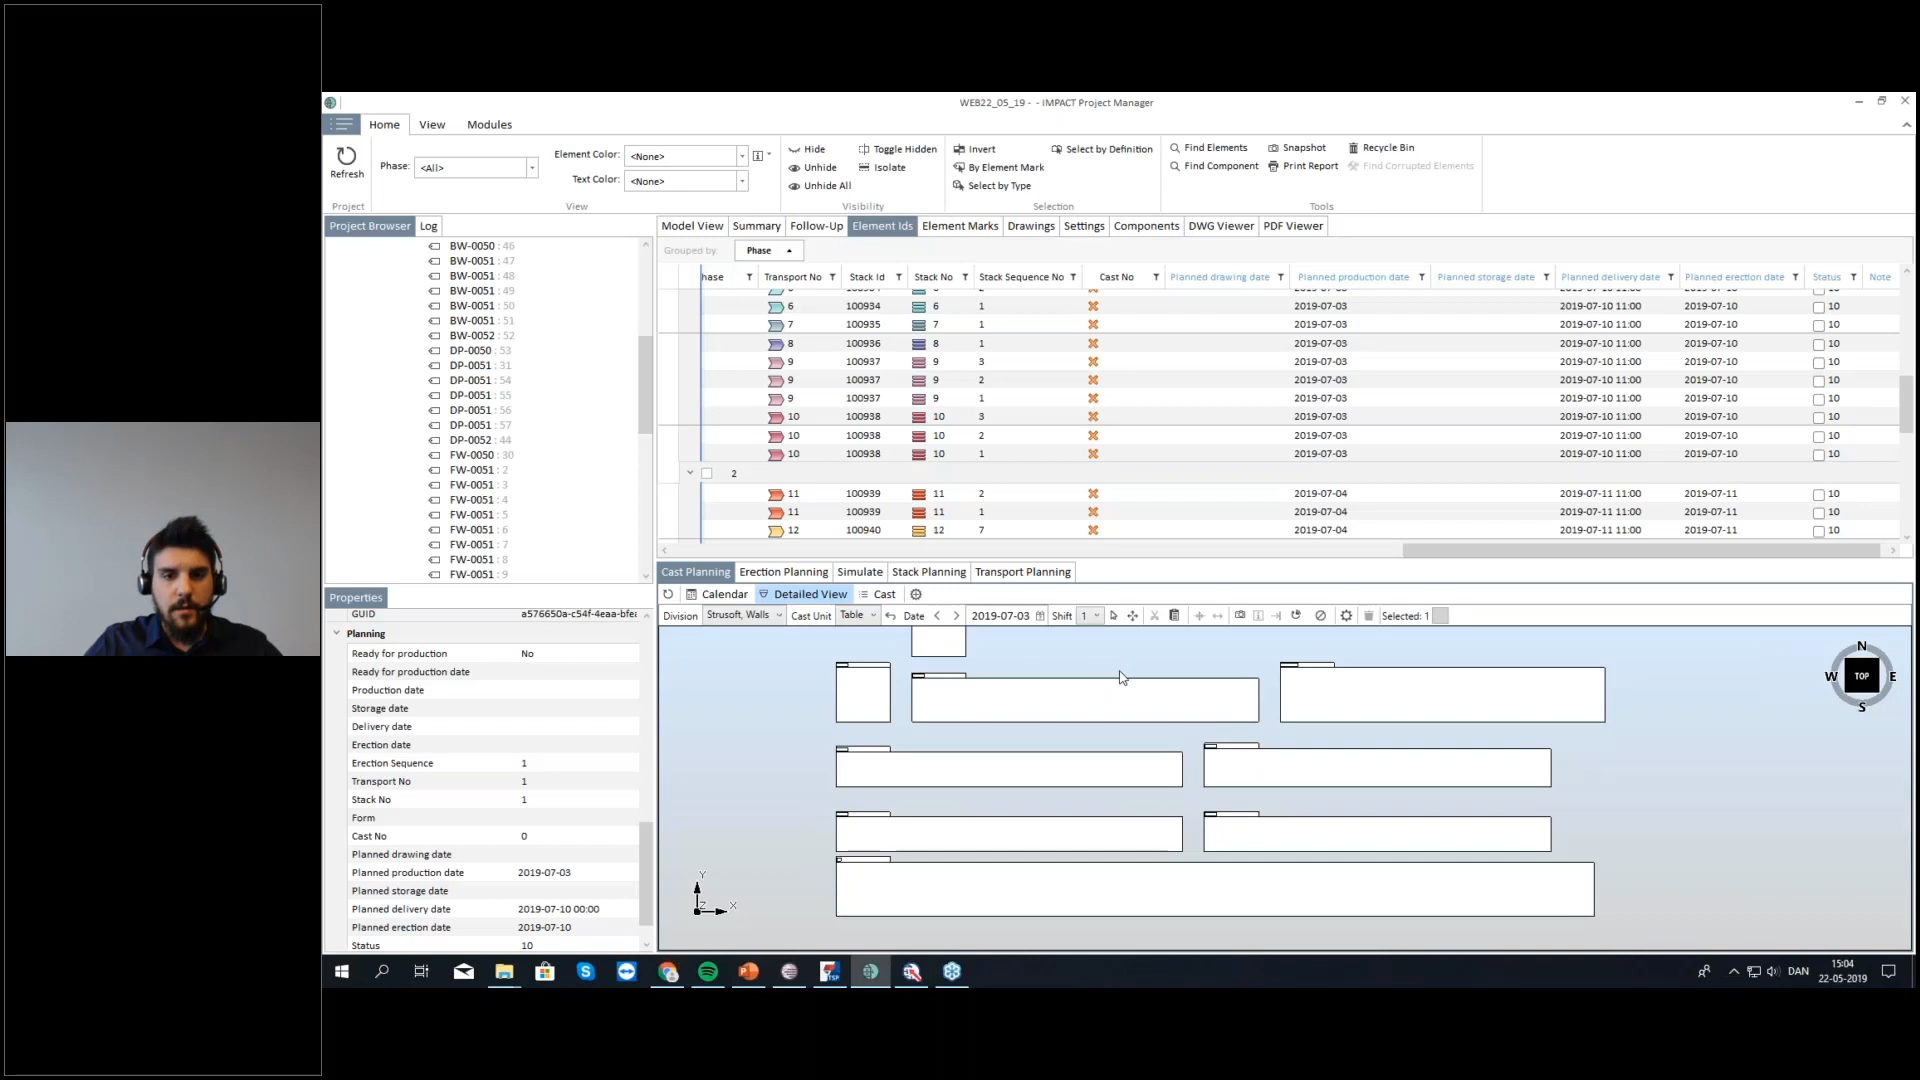 WEB22_05_19 - - IMPACT Project Manager
Home View Modules
Refresh
Phase: <All>
Element Color: <None>
Text Color: <None>
Hide Toggle Hidden
Unhide Isolate
Unhide All
Invert Select by Definition
By Element Mark
Select by Type
Find Elements Snapshot Recycle Bin
Find Component Print Report Find Corrupted Elements
Project View Visibility Selection Tools
Project Browser Log
BW-0050 : 46
BW-0051 : 47
BW-0051 : 48
BW-0051 : 49
BW-0051 : 50
BW-0051 : 51
BW-0052 : 52
DP-0050 : 53
DP-0051 : 31
DP-0051 : 54
DP-0051 : 55
DP-0051 : 56
DP-0051 : 57
DP-0052 : 44
FW-0050 : 30
FW-0051 : 2
FW-0051 : 3
FW-0051 : 4
FW-0051 : 5
FW-0051 : 6
FW-0051 : 7
FW-0051 : 8
FW-0051 : 9
Model View Summary Follow-Up Element Ids Element Marks Drawings Settings Components DWG Viewer PDF Viewer
Grouped by: Phase
hase Transport No Stack Id Stack No Stack Sequence No Cast No Planned drawing date Planned production date Planned storage date Planned delivery date Planned erection date Status Note
6 100934 6 1 2019-07-03 2019-07-10 11:00 2019-07-10 10
7 100935 7 1 2019-07-03 2019-07-10 11:00 2019-07-10 10
8 100936 8 1 2019-07-03 2019-07-10 11:00 2019-07-10 10
9 100937 9 3 2019-07-03 2019-07-10 11:00 2019-07-10 10
9 100937 9 2 2019-07-03 2019-07-10 11:00 2019-07-10 10
9 100937 9 1 2019-07-03 2019-07-10 11:00 2019-07-10 10
10 100938 10 3 2019-07-03 2019-07-10 11:00 2019-07-10 10
10 100938 10 2 2019-07-03 2019-07-10 11:00 2019-07-10 10
10 100938 10 1 2019-07-03 2019-07-10 11:00 2019-07-10 10
2
11 100939 11 2 2019-07-04 2019-07-11 11:00 2019-07-11 10
11 100939 11 1 2019-07-04 2019-07-11 11:00 2019-07-11 10
12 100940 12 7 2019-07-04 2019-07-11 11:00 2019-07-11 10
Cast Planning Erection Planning Simulate Stack Planning Transport Planning
Calendar Detailed View Cast
Division Strusoft, Walls Cast Unit Table Date 2019-07-03 Shift 1 Selected: 1
N
W TOP E
S
Y
Z X
Properties
GUID a576650a-c54f-4eaa-bfea
Planning
Ready for production No
Ready for production date
Production date
Storage date
Delivery date
Erection date
Erection Sequence 1
Transport No 1
Stack No 1
Form
Cast No 0
Planned drawing date
Planned production date 2019-07-03
Planned storage date
Planned delivery date 2019-07-10 00:00
Planned erection date 2019-07-10
Status 10
DAN
15:04
22-05-2019